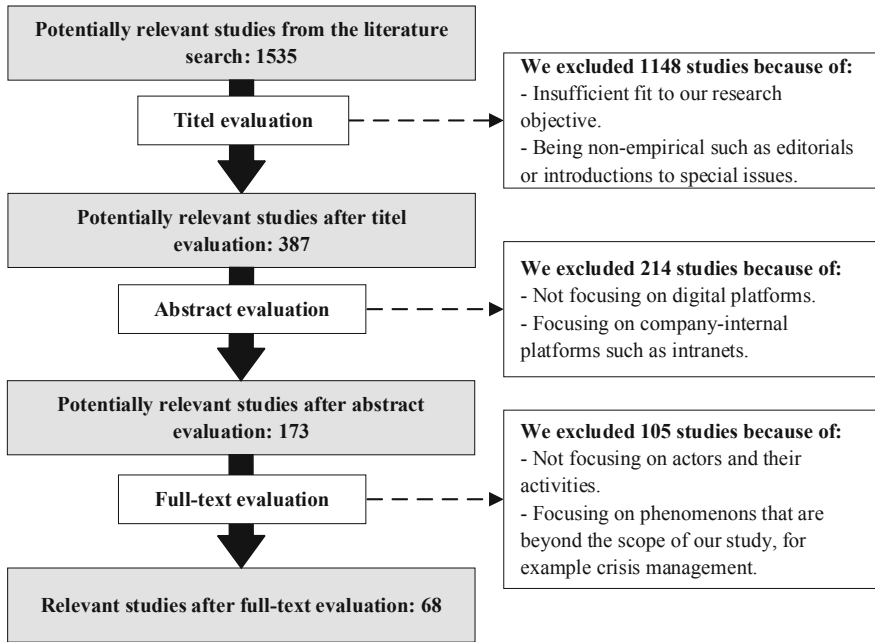 Potentially relevant studies from the literature
search: 1535
We excluded 1148 studies because of:
- Insufficient fit to our research
objective.
- Being non-empirical such as editorials
or introductions to special issues.
Titel evaluation
Potentially relevant studies after titel
evaluation: 387
We excluded 214 studies because of:
- Not focusing on digital platforms.
- Focusing on company-internal
platforms such as intranets.
Abstract evaluation
Potentially relevant studies after abstract
evaluation: 173
We excluded 105 studies because of:
- Not focusing on actors and their
activities.
- Focusing on phenomenons that are
beyond the scope of our study, for
example crisis management.
Full-text evaluation
Relevant studies after full-text evaluation: 68